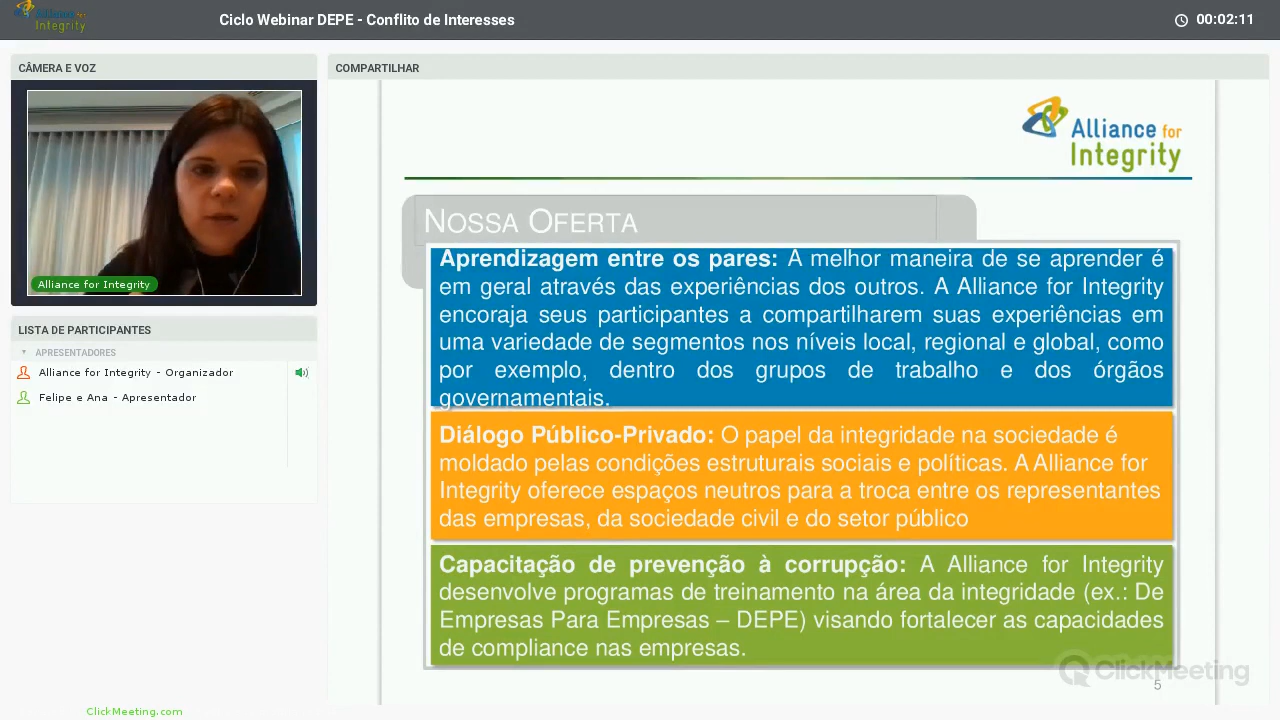 Alliance for
Integrity
Ciclo Webinar DEPE - Conflito de Interesses
00:02:11
CÂMERA E VOZ
Alliance for Integrity
LISTA DE PARTICIPANTES
APRESENTADORES
Alliance for Integrity - Organizador
Felipe e Ana - Apresentador
ClickMeeting.com
COMPARTILHAR
Alliance for
Integrity
NOSSA OFERTA
Aprendizagem entre os pares: A melhor maneira de se aprender é
em geral através das experiências dos outros. A Alliance for Integrity
encoraja seus participantes a compartilharem suas experiências em
uma variedade de segmentos nos níveis local, regional e global, como
por exemplo, dentro dos grupos de trabalho e dos órgãos
governamentais.
Diálogo Público-Privado: O papel da integridade na sociedade é
moldado pelas condições estruturais sociais e políticas. A Alliance for
Integrity oferece espaços neutros para a troca entre os representantes
das empresas, da sociedade civil e do setor público
Capacitação de prevenção à corrupção: A Alliance for Integrity
desenvolve programas de treinamento na área da integridade (ex.: De
Empresas Para Empresas – DEPE) visando fortalecer as capacidades
de compliance nas empresas.
ClickMeeting
5